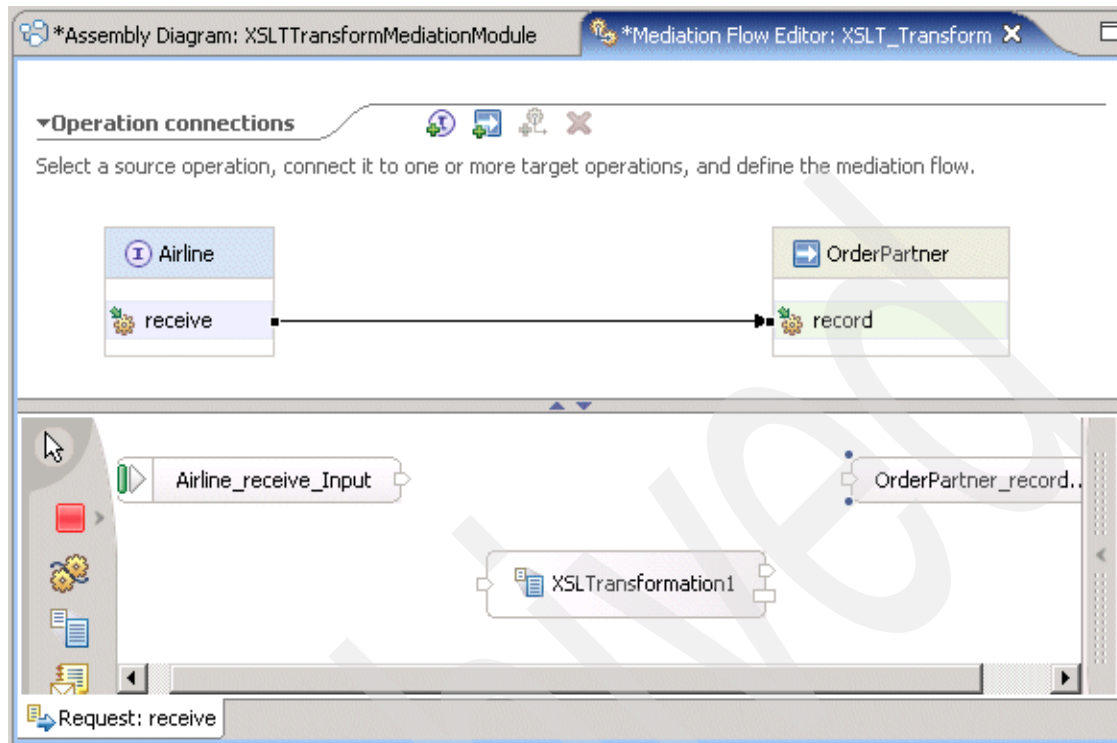 *Assembly Diagram: XSLTTransformMediationModule
*Mediation Flow Editor: XSLT_Transform
Operation connections
Select a source operation, connect it to one or more target operations, and define the mediation flow.
Airline
OrderPartner
receive
record
Airline_receive_Input
OrderPartner_record..
XSLTransformation1
Request: receive